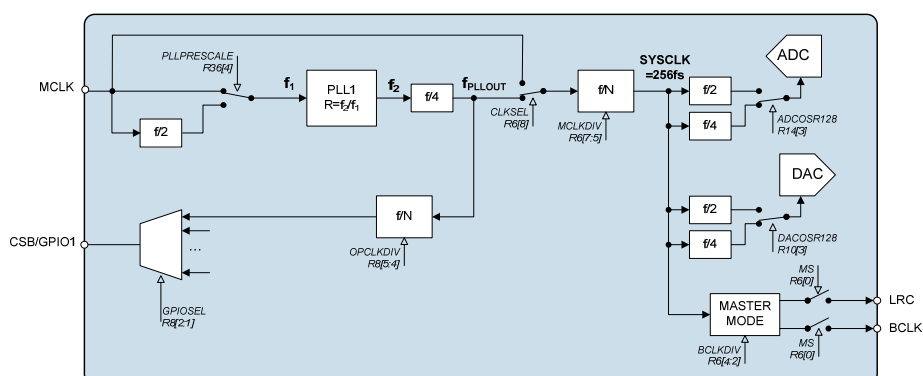 PLLPRESCALE
R36[4]
MCLK
f/2
f1
PLL1
R=f2/f1
f2
f/4
fPLLOUT
CLKSEL
R6[8]
f/N
MCLKDIV
R6[7:5]
SYSCLK
=256fs
f/2
f/4
ADC
ADCOSR128
R14[3]
DAC
f/2
f/4
DACOSR128
R10[3]
CSB/GPIO1
...
GPIOSEL
R8[2:1]
f/N
OPCLKDIV
R8[5:4]
MASTER
MODE
BCLKDIV
R6[4:2]
MS
R6[0]
LRC
BCLK
MS
R6[0]